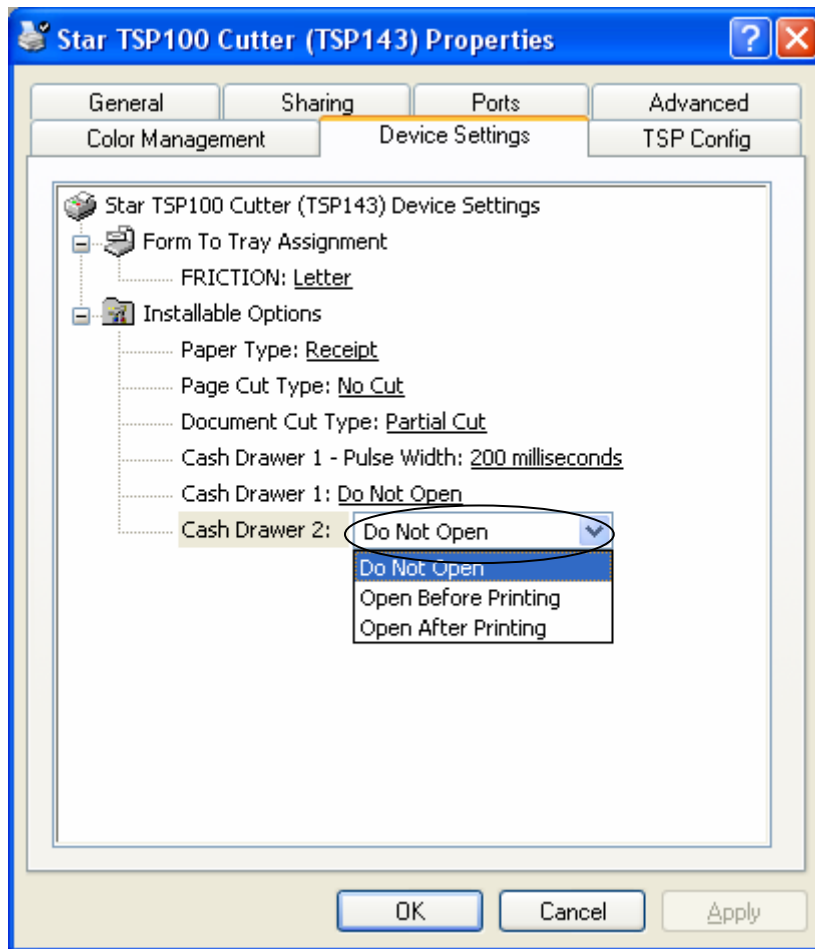 Star TSP100 Cutter (TSP143) Properties
General Sharing Ports Advanced
Color Management Device Settings TSP Config
Star TSP100 Cutter (TSP143) Device Settings
Form To Tray Assignment
FRICTION: Letter
Installable Options
Paper Type: Receipt
Page Cut Type: No Cut
Document Cut Type: Partial Cut
Cash Drawer 1 - Pulse Width: 200 milliseconds
Cash Drawer 1: Do Not Open
Cash Drawer 2: Do Not Open
Do Not Open
Open Before Printing
Open After Printing
OK Cancel Apply